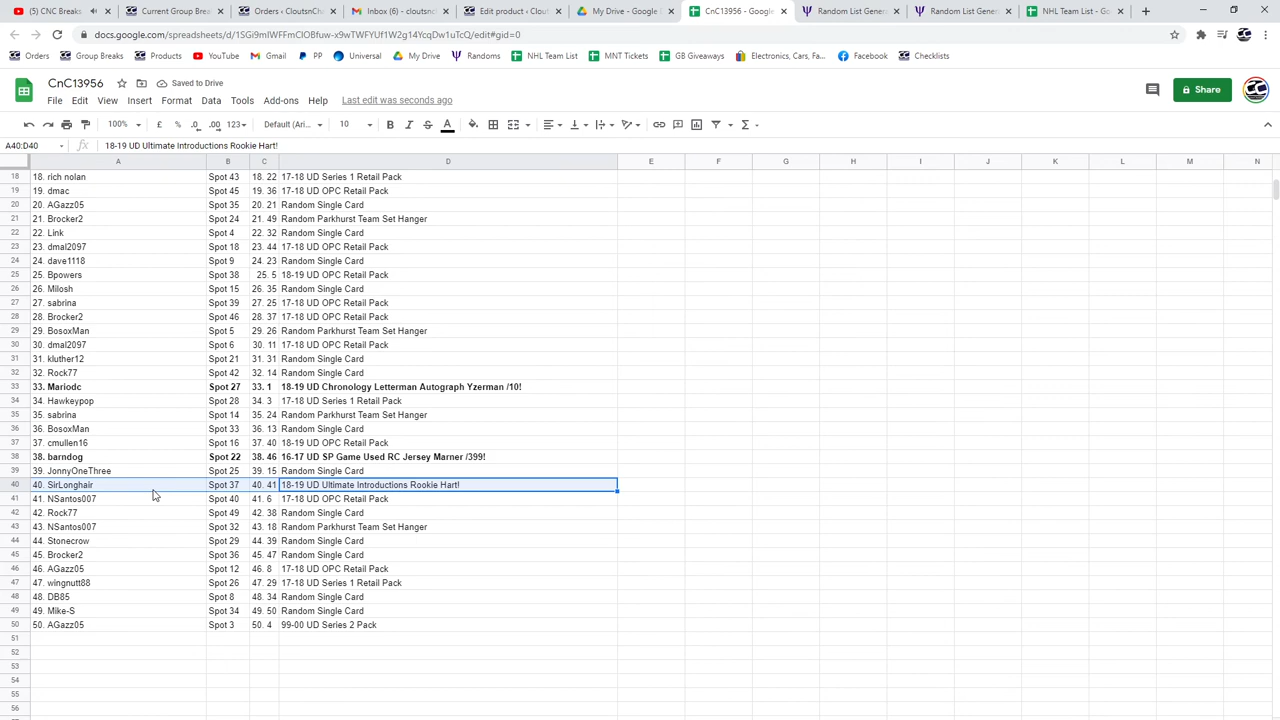 CNC Breaks
Current Group Breaks
Orders ‹ CloutsnCh
Inbox (6) - cloutsnc
Edit product ‹ Clouts
My Drive - Google
CnC13956 - Google
Random List Genera
Random List Genera
NHL Team List - Go
docs.google.com/spreadsheets/d/1SGi9mIWFFmClOBfuw-x9wTWFYUf1W2g14YcqDw1uTcQ/edit#gid=0
Orders
Group Breaks
Products
YouTube
Gmail
PP
Universal
My Drive
Randoms
NHL Team List
MNT Tickets
GB Giveaways
Electronics, Cars, Fa...
Facebook
Checklists
CnC13956
Saved to Drive
File Edit View Insert Format Data Tools Add-ons Help Last edit was seconds ago
Share
100% £ % .0 .00 123 Default (Ari... 10 B I S A
A40:D40 fx 18-19 UD Ultimate Introductions Rookie Hart!
A B C D E F G H I J K L M N
18 18. rich nolan Spot 43 18. 22 17-18 UD Series 1 Retail Pack
19 19. dmac Spot 45 19. 36 17-18 UD OPC Retail Pack
20 20. AGazz05 Spot 35 20. 21 Random Single Card
21 21. Brocker2 Spot 24 21. 49 Random Parkhurst Team Set Hanger
22 22. Link Spot 4 22. 32 Random Single Card
23 23. dmal2097 Spot 18 23. 44 17-18 UD OPC Retail Pack
24 24. dave1118 Spot 9 24. 23 Random Single Card
25 25. Bpowers Spot 38 25. 5 18-19 UD OPC Retail Pack
26 26. Milosh Spot 15 26. 35 Random Single Card
27 27. sabrina Spot 39 27. 25 17-18 UD OPC Retail Pack
28 28. Brocker2 Spot 46 28. 37 17-18 UD OPC Retail Pack
29 29. BosoxMan Spot 5 29. 26 Random Parkhurst Team Set Hanger
30 30. dmal2097 Spot 6 30. 11 17-18 UD OPC Retail Pack
31 31. kluther12 Spot 21 31. 31 Random Single Card
32 32. Rock77 Spot 42 32. 14 Random Single Card
33 33. Mariodc Spot 27 33. 1 18-19 UD Chronology Letterman Autograph Yzerman /10!
34 34. Hawkeypop Spot 28 34. 3 17-18 UD Series 1 Retail Pack
35 35. sabrina Spot 14 35. 24 Random Parkhurst Team Set Hanger
36 36. BosoxMan Spot 33 36. 13 Random Single Card
37 37. cmullen16 Spot 16 37. 40 18-19 UD OPC Retail Pack
38 38. barndog Spot 22 38. 46 16-17 UD SP Game Used RC Jersey Marner /399!
39 39. JonnyOneThree Spot 25 39. 15 Random Single Card
40 40. SirLonghair Spot 37 40. 41 18-19 UD Ultimate Introductions Rookie Hart!
41 41. NSantos007 Spot 40 41. 6 17-18 UD OPC Retail Pack
42 42. Rock77 Spot 49 42. 38 Random Single Card
43 43. NSantos007 Spot 32 43. 18 Random Parkhurst Team Set Hanger
44 44. Stonecrow Spot 29 44. 39 Random Single Card
45 45. Brocker2 Spot 36 45. 47 Random Single Card
46 46. AGazz05 Spot 12 46. 8 17-18 UD OPC Retail Pack
47 47. wingnutt88 Spot 26 47. 29 17-18 UD Series 1 Retail Pack
48 48. DB85 Spot 8 48. 34 Random Single Card
49 49. Mike-S Spot 34 49. 50 Random Single Card
50 50. AGazz05 Spot 3 50. 4 99-00 UD Series 2 Pack
51
52
53
54
55
56